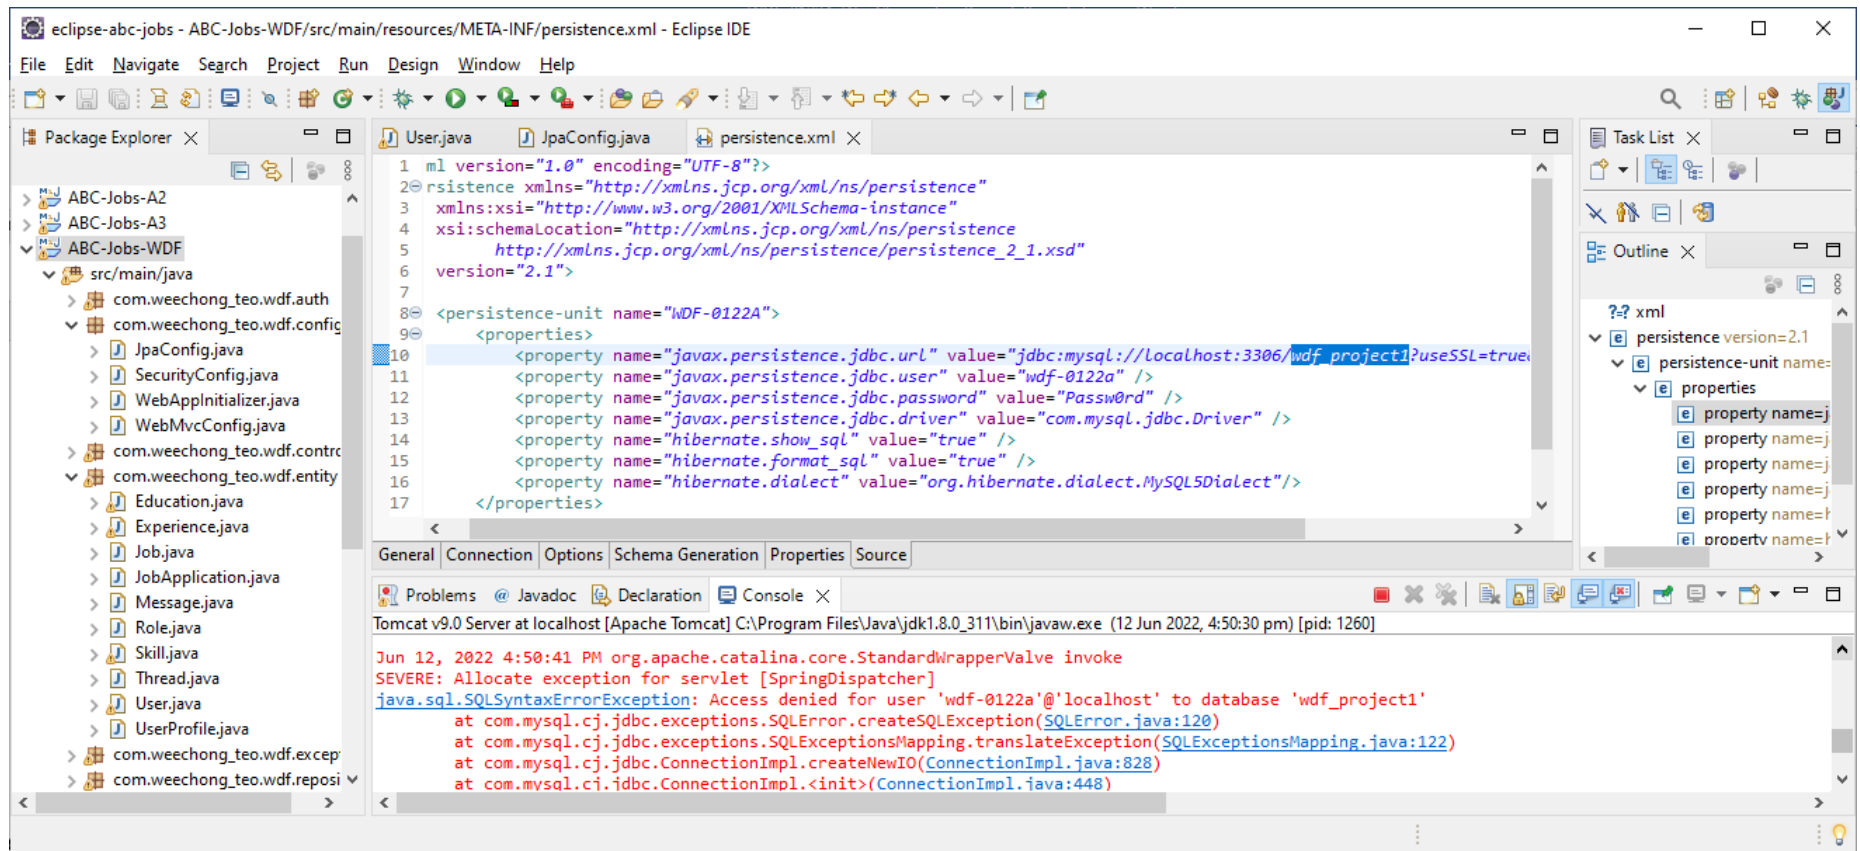 eclipse-abc-jobs - ABC-Jobs-WDF/src/main/resources/META-INF/persistence.xml - Eclipse IDE
File Edit Navigate Search Project Run Design Window Help
Package Explorer
ABC-Jobs-A2
ABC-Jobs-A3
ABC-Jobs-WDF
src/main/java
com.weechong_teo.wdf.auth
com.weechong_teo.wdf.config
JpaConfig.java
SecurityConfig.java
WebAppInitializer.java
WebMvcConfig.java
com.weechong_teo.wdf.contro
com.weechong_teo.wdf.entity
Education.java
Experience.java
Job.java
JobApplication.java
Message.java
Role.java
Skill.java
Thread.java
User.java
UserProfile.java
com.weechong_teo.wdf.excep
com.weechong_teo.wdf.reposi
User.java JpaConfig.java persistence.xml
1 ml version="1.0" encoding="UTF-8"?>
2 rsistence xmlns="http://xmlns.jcp.org/xml/ns/persistence"
3 xmlns:xsi="http://www.w3.org/2001/XMLSchema-instance"
4 xsi:schemaLocation="http://xmlns.jcp.org/xml/ns/persistence
5 http://xmlns.jcp.org/xml/ns/persistence/persistence_2_1.xsd"
6 version="2.1">
7
8 <persistence-unit name="WDF-0122A">
9 <properties>
10 <property name="javax.persistence.jdbc.url" value="jdbc:mysql://localhost:3306/wdf_project1?useSSL=true
11 <property name="javax.persistence.jdbc.user" value="wdf-0122a" />
12 <property name="javax.persistence.jdbc.password" value="Passw0rd" />
13 <property name="javax.persistence.jdbc.driver" value="com.mysql.jdbc.Driver" />
14 <property name="hibernate.show_sql" value="true" />
15 <property name="hibernate.format_sql" value="true" />
16 <property name="hibernate.dialect" value="org.hibernate.dialect.MySQL5Dialect"/>
17 </properties>
General Connection Options Schema Generation Properties Source
Problems @ Javadoc Declaration Console
Tomcat v9.0 Server at localhost [Apache Tomcat] C:\Program Files\Java\jdk1.8.0_311\bin\javaw.exe (12 Jun 2022, 4:50:30 pm) [pid: 1260]
Jun 12, 2022 4:50:41 PM org.apache.catalina.core.StandardWrapperValve invoke
SEVERE: Allocate exception for servlet [SpringDispatcher]
java.sql.SQLSyntaxErrorException: Access denied for user 'wdf-0122a'@'localhost' to database 'wdf_project1'
at com.mysql.cj.jdbc.exceptions.SQLError.createSQLException(SQLError.java:120)
at com.mysql.cj.jdbc.exceptions.SQLExceptionsMapping.translateException(SQLExceptionsMapping.java:122)
at com.mysql.cj.jdbc.ConnectionImpl.createNewIO(ConnectionImpl.java:828)
at com.mysql.cj.jdbc.ConnectionImpl.<init>(ConnectionImpl.java:448)
Task List
Outline
?=? xml
persistence version=2.1
persistence-unit name=
properties
property name=j
property name=j
property name=j
property name=j
property name=h
property name=h